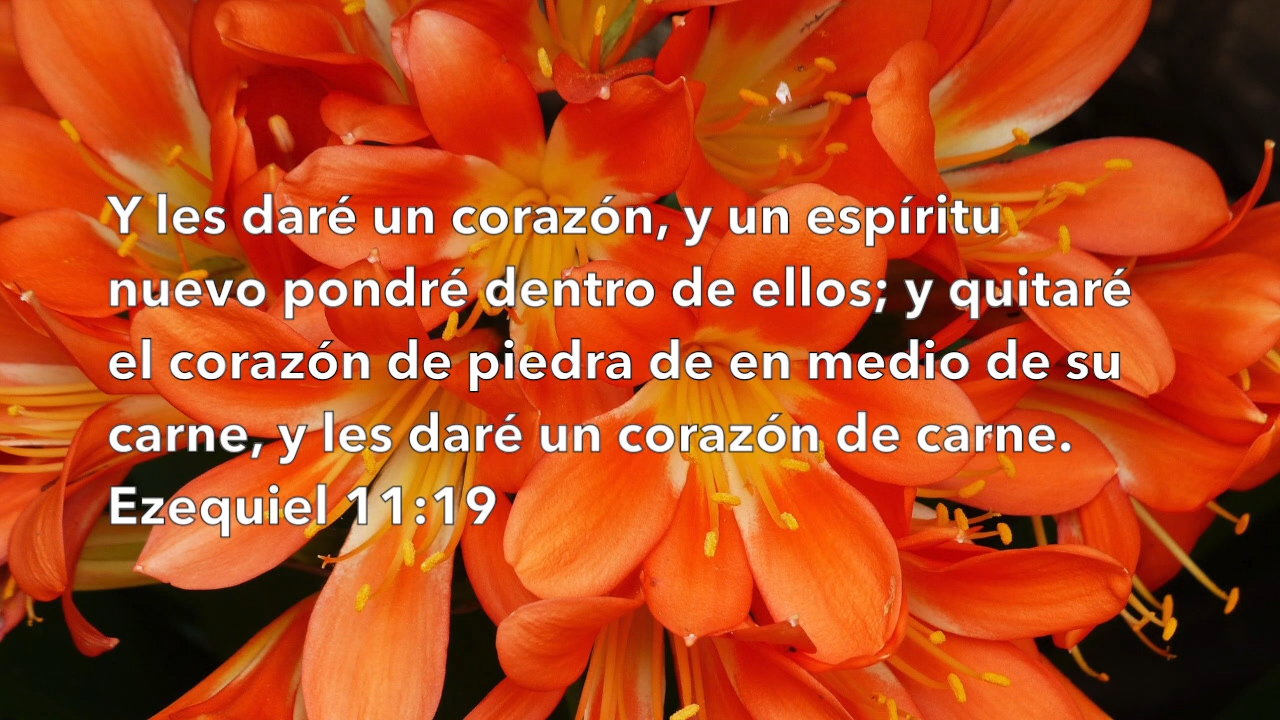 Y les daré un corazón, y un espíritu
nuevo pondré dentro de ellos; y quitaré
el corazón de piedra de en medio de su
carne, y les daré un corazón de carne.
Ezequiel 11:19